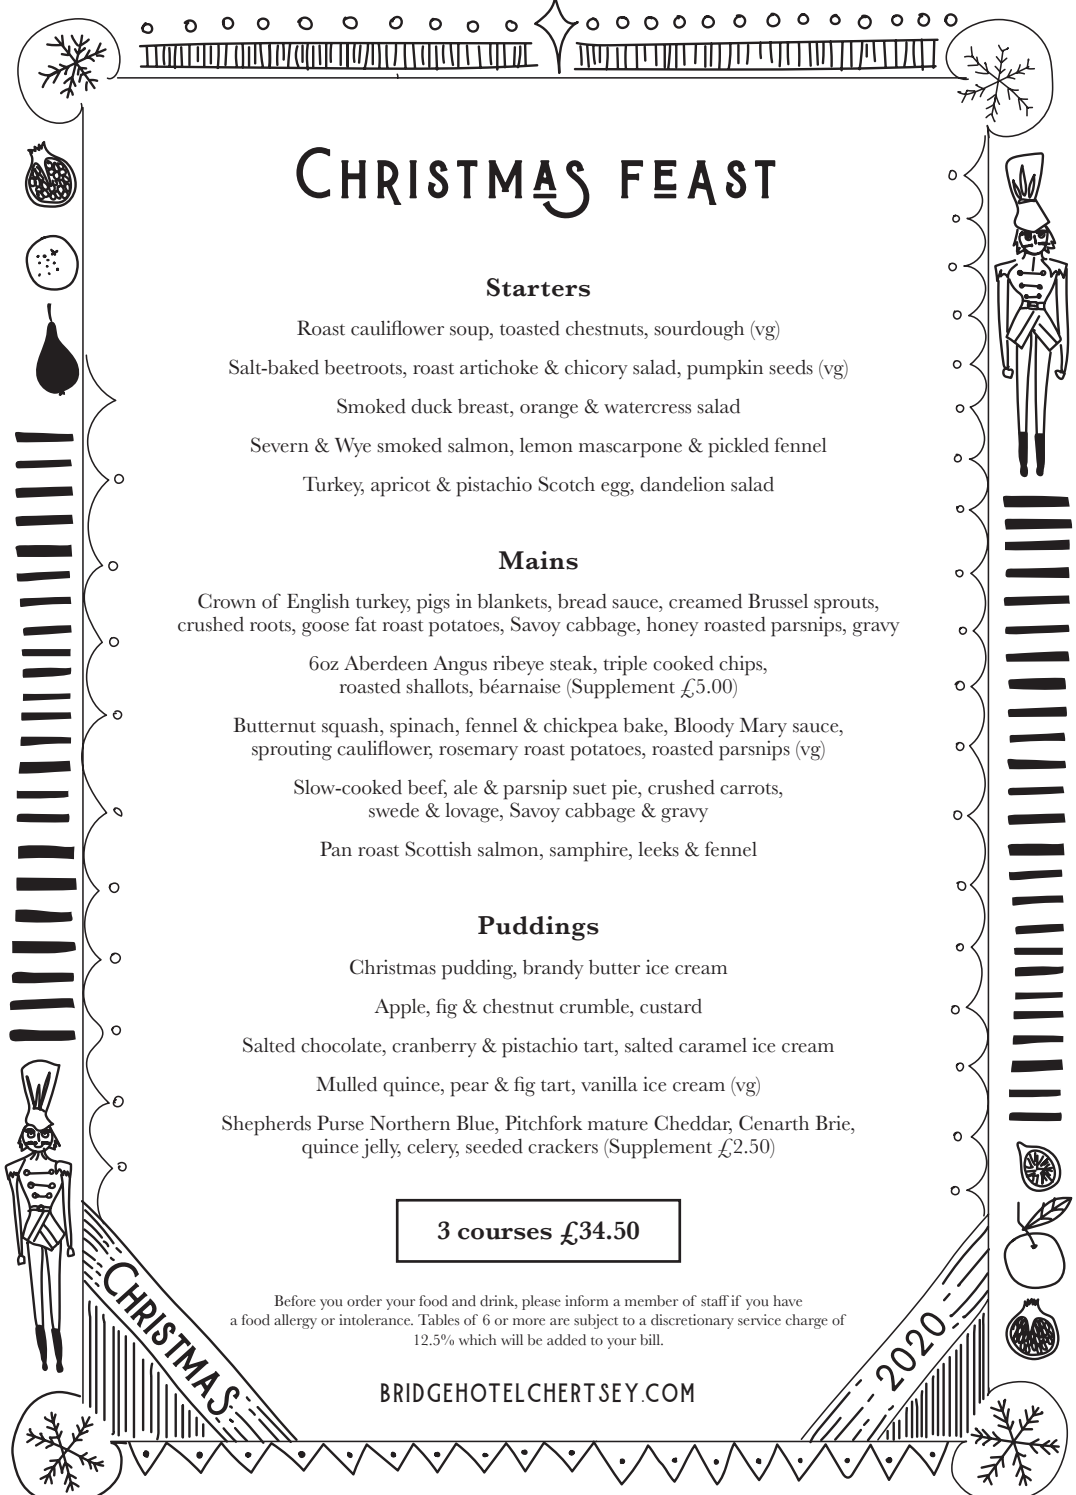 Christmas feast
Starters
Roast cauliflower soup, toasted chestnuts, sourdough (vg)
Salt-baked beetroots, roast artichoke & chicory salad, pumpkin seeds (vg)
Smoked duck breast, orange & watercress salad
Severn & Wye smoked salmon, lemon mascarpone & pickled fennel
Turkey, apricot & pistachio Scotch egg, dandelion salad
Mains
Crown of English turkey, pigs in blankets, bread sauce, creamed Brussel sprouts,
crushed roots, goose fat roast potatoes, Savoy cabbage, honey roasted parsnips, gravy
6oz Aberdeen Angus ribeye steak, triple cooked chips,
roasted shallots, béarnaise (Supplement £5.00)
Butternut squash, spinach, fennel & chickpea bake, Bloody Mary sauce,
sprouting cauliflower, rosemary roast potatoes, roasted parsnips (vg)
Slow-cooked beef, ale & parsnip suet pie, crushed carrots,
swede & lovage, Savoy cabbage & gravy
Pan roast Scottish salmon, samphire, leeks & fennel
Puddings
Christmas pudding, brandy butter ice cream
Apple, fig & chestnut crumble, custard
Salted chocolate, cranberry & pistachio tart, salted caramel ice cream
Mulled quince, pear & fig tart, vanilla ice cream (vg)
Shepherds Purse Northern Blue, Pitchfork mature Cheddar, Cenarth Brie,
quince jelly, celery, seeded crackers (Supplement £2.50)
3 courses £34.50
Before you order your food and drink, please inform a member of staff if you have
a food allergy or intolerance. Tables of 6 or more are subject to a discretionary service charge of
12.5% which will be added to your bill.
BRIDGEHOTELCHERTSEY.COM
CHRISTMAS
2020